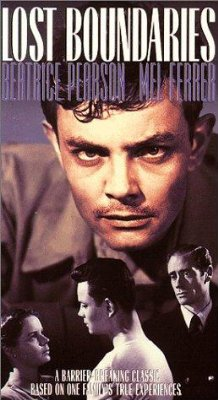 LOST BOUNDARIES
BEATRICE PEARSON MEL FERRER
A BARRIER-BREAKING CLASSIC
BASED ON ONE FAMILY'S TRUE EXPERIENCES.